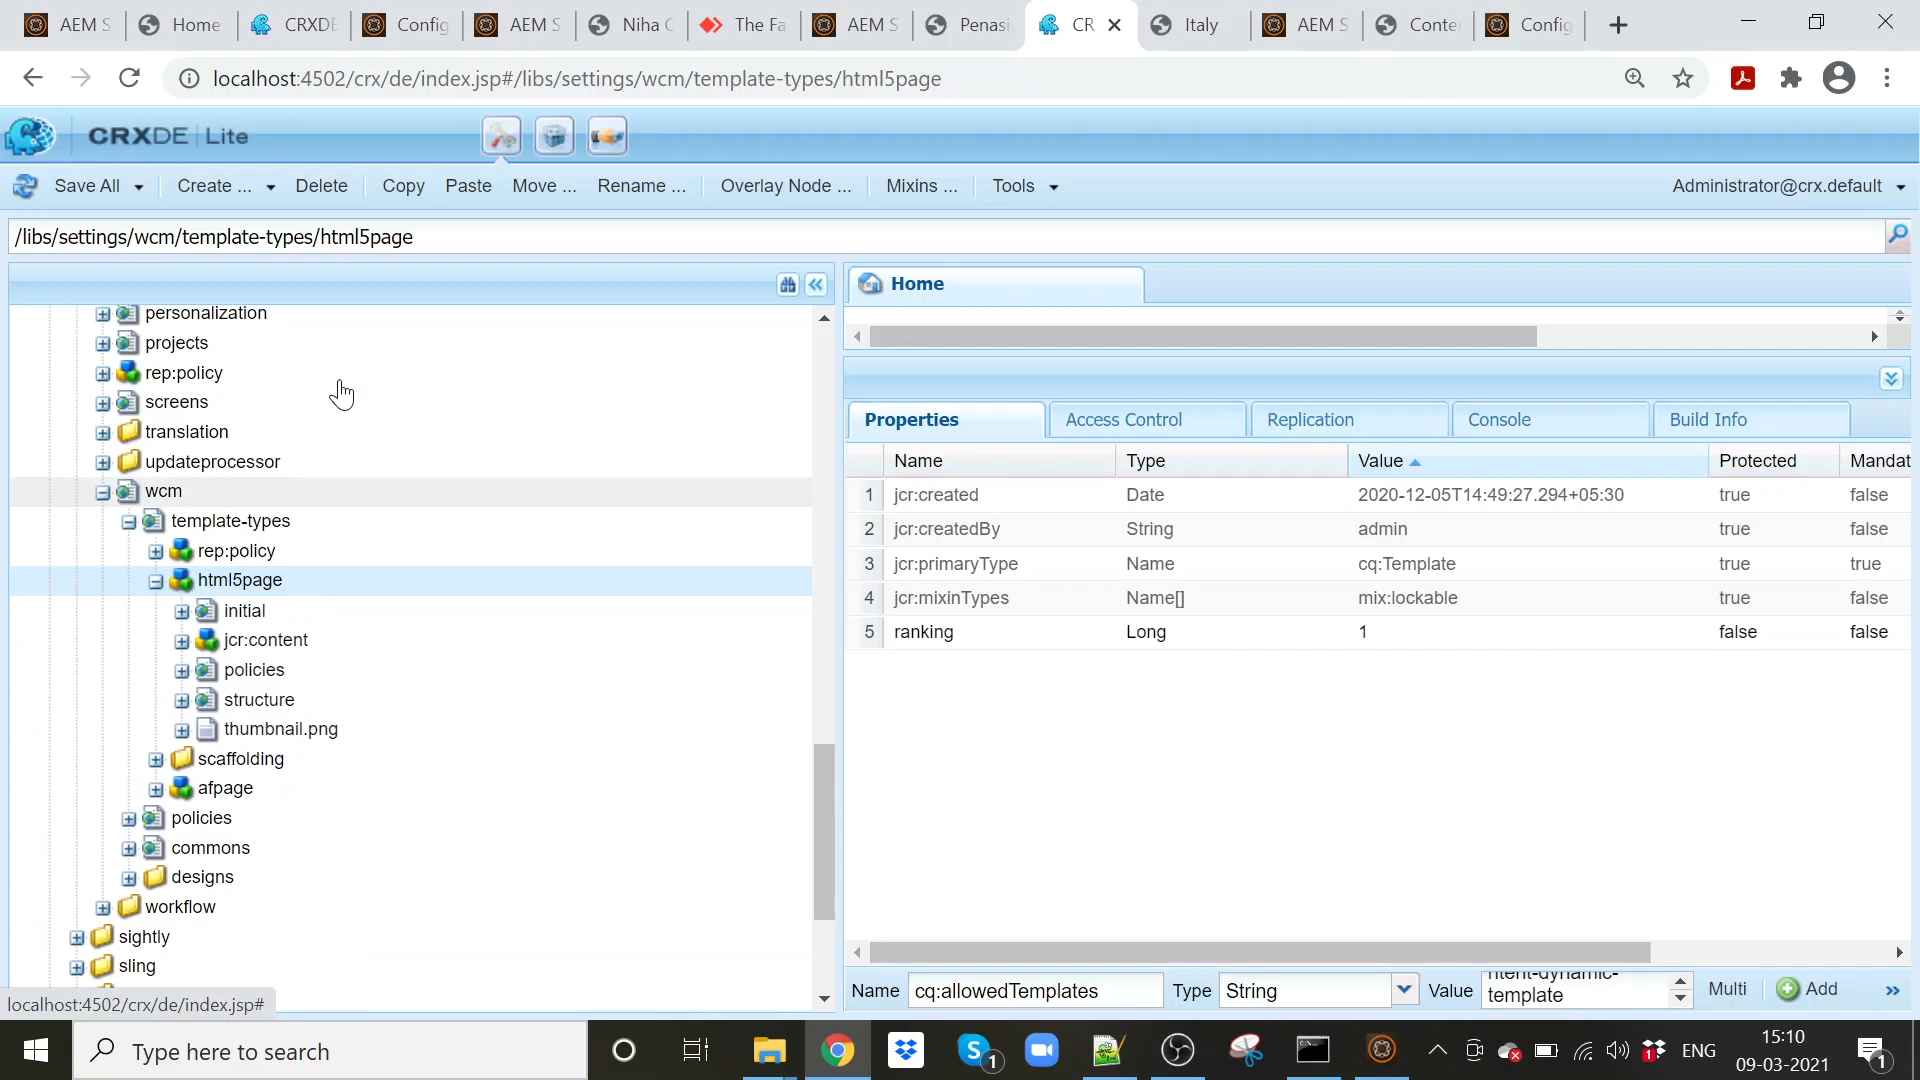 AEM S
Home
CRXDE
Config
AEM S
Niha C
The Fa
AEM S
Penasi
CR
Italy
AEM S
Conte
Config
localhost:4502/crx/de/index.jsp#/libs/settings/wcm/template-types/html5page
CRXDE | Lite
Save All
Create ...
Delete
Copy
Paste
Move ...
Rename ...
Overlay Node ...
Mixins ...
Tools
Administrator@crx.default
/libs/settings/wcm/template-types/html5page
personalization
projects
rep:policy
screens
translation
updateprocessor
wcm
template-types
rep:policy
html5page
initial
jcr:content
policies
structure
thumbnail.png
scaffolding
afpage
policies
commons
designs
workflow
sightly
sling
localhost:4502/crx/de/index.jsp#
Home
Properties
Access Control
Replication
Console
Build Info
Name Type Value Protected Mandat
1 jcr:created Date 2020-12-05T14:49:27.294+05:30 true false
2 jcr:createdBy String admin true false
3 jcr:primaryType Name cq:Template true true
4 jcr:mixinTypes Name[] mix:lockable true false
5 ranking Long 1 false false
Name cq:allowedTemplates Type String Value ntent-dynamic-
template
Multi
Add
Type here to search
1
1
ENG
15:10
09-03-2021
1